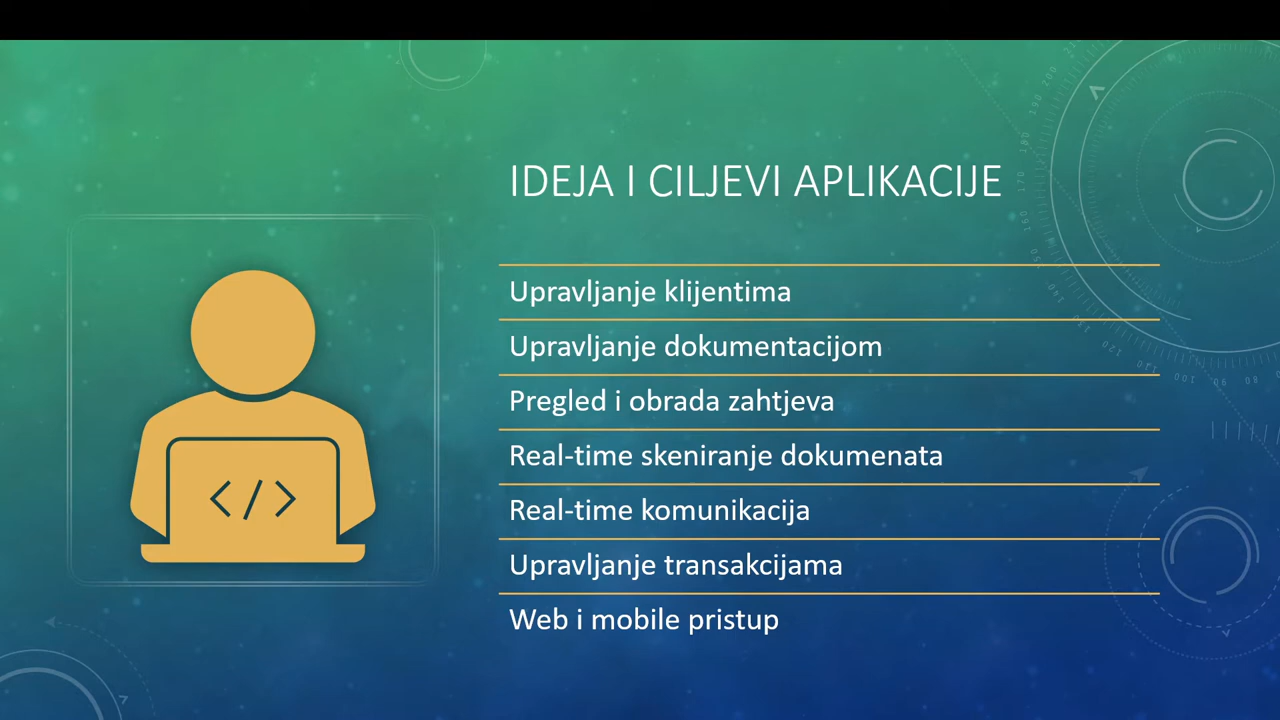 IDEJA I CILJEVI APLIKACIJE
Upravljanje klijentima
Upravljanje dokumentacijom
Pregled i obrada zahtjeva
Real-time skeniranje dokumenata
Real-time komunikacija
Upravljanje transakcijama
Web i mobile pristup